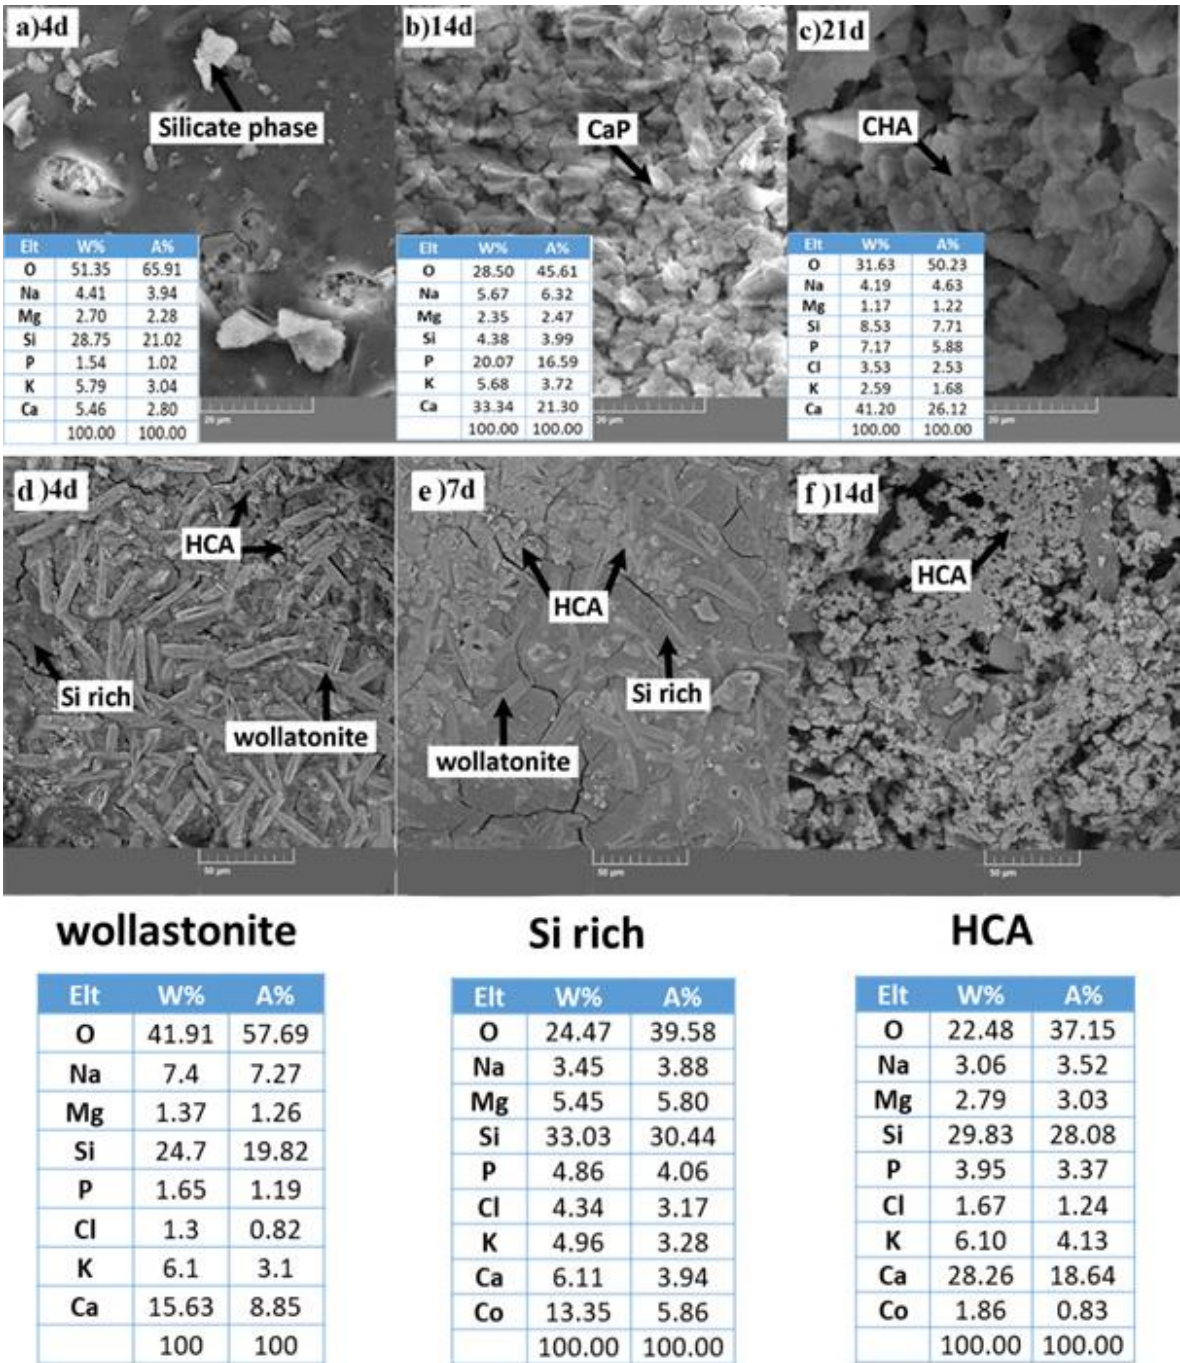 a)4d
Silicate phase
Elt W% A%
O 51.35 65.91
Na 4.41 3.94
Mg 2.70 2.28
Si 28.75 21.02
P 1.54 1.02
K 5.79 3.04
Ca 5.46 2.80
100.00 100.00
20 µm
b)14d
CaP
Elt W% A%
O 28.50 45.61
Na 5.67 6.32
Mg 2.35 2.47
Si 4.38 3.99
P 20.07 16.59
K 5.68 3.72
Ca 33.34 21.30
100.00 100.00
20 µm
c)21d
CHA
Elt W% A%
O 31.63 50.23
Na 4.19 4.63
Mg 1.17 1.22
Si 8.53 7.71
P 7.17 5.88
Cl 3.53 2.53
K 2.59 1.68
Ca 41.20 26.12
100.00 100.00
20 µm
d )4d
HCA
Si rich
wollatonite
50 µm
e )7d
HCA
Si rich
wollatonite
50 µm
f )14d
HCA
50 µm
wollastonite
Elt W% A%
O 41.91 57.69
Na 7.4 7.27
Mg 1.37 1.26
Si 24.7 19.82
P 1.65 1.19
Cl 1.3 0.82
K 6.1 3.1
Ca 15.63 8.85
100 100
Si rich
Elt W% A%
O 24.47 39.58
Na 3.45 3.88
Mg 5.45 5.80
Si 33.03 30.44
P 4.86 4.06
Cl 4.34 3.17
K 4.96 3.28
Ca 6.11 3.94
Co 13.35 5.86
100.00 100.00
HCA
Elt W% A%
O 22.48 37.15
Na 3.06 3.52
Mg 2.79 3.03
Si 29.83 28.08
P 3.95 3.37
Cl 1.67 1.24
K 6.10 4.13
Ca 28.26 18.64
Co 1.86 0.83
100.00 100.00